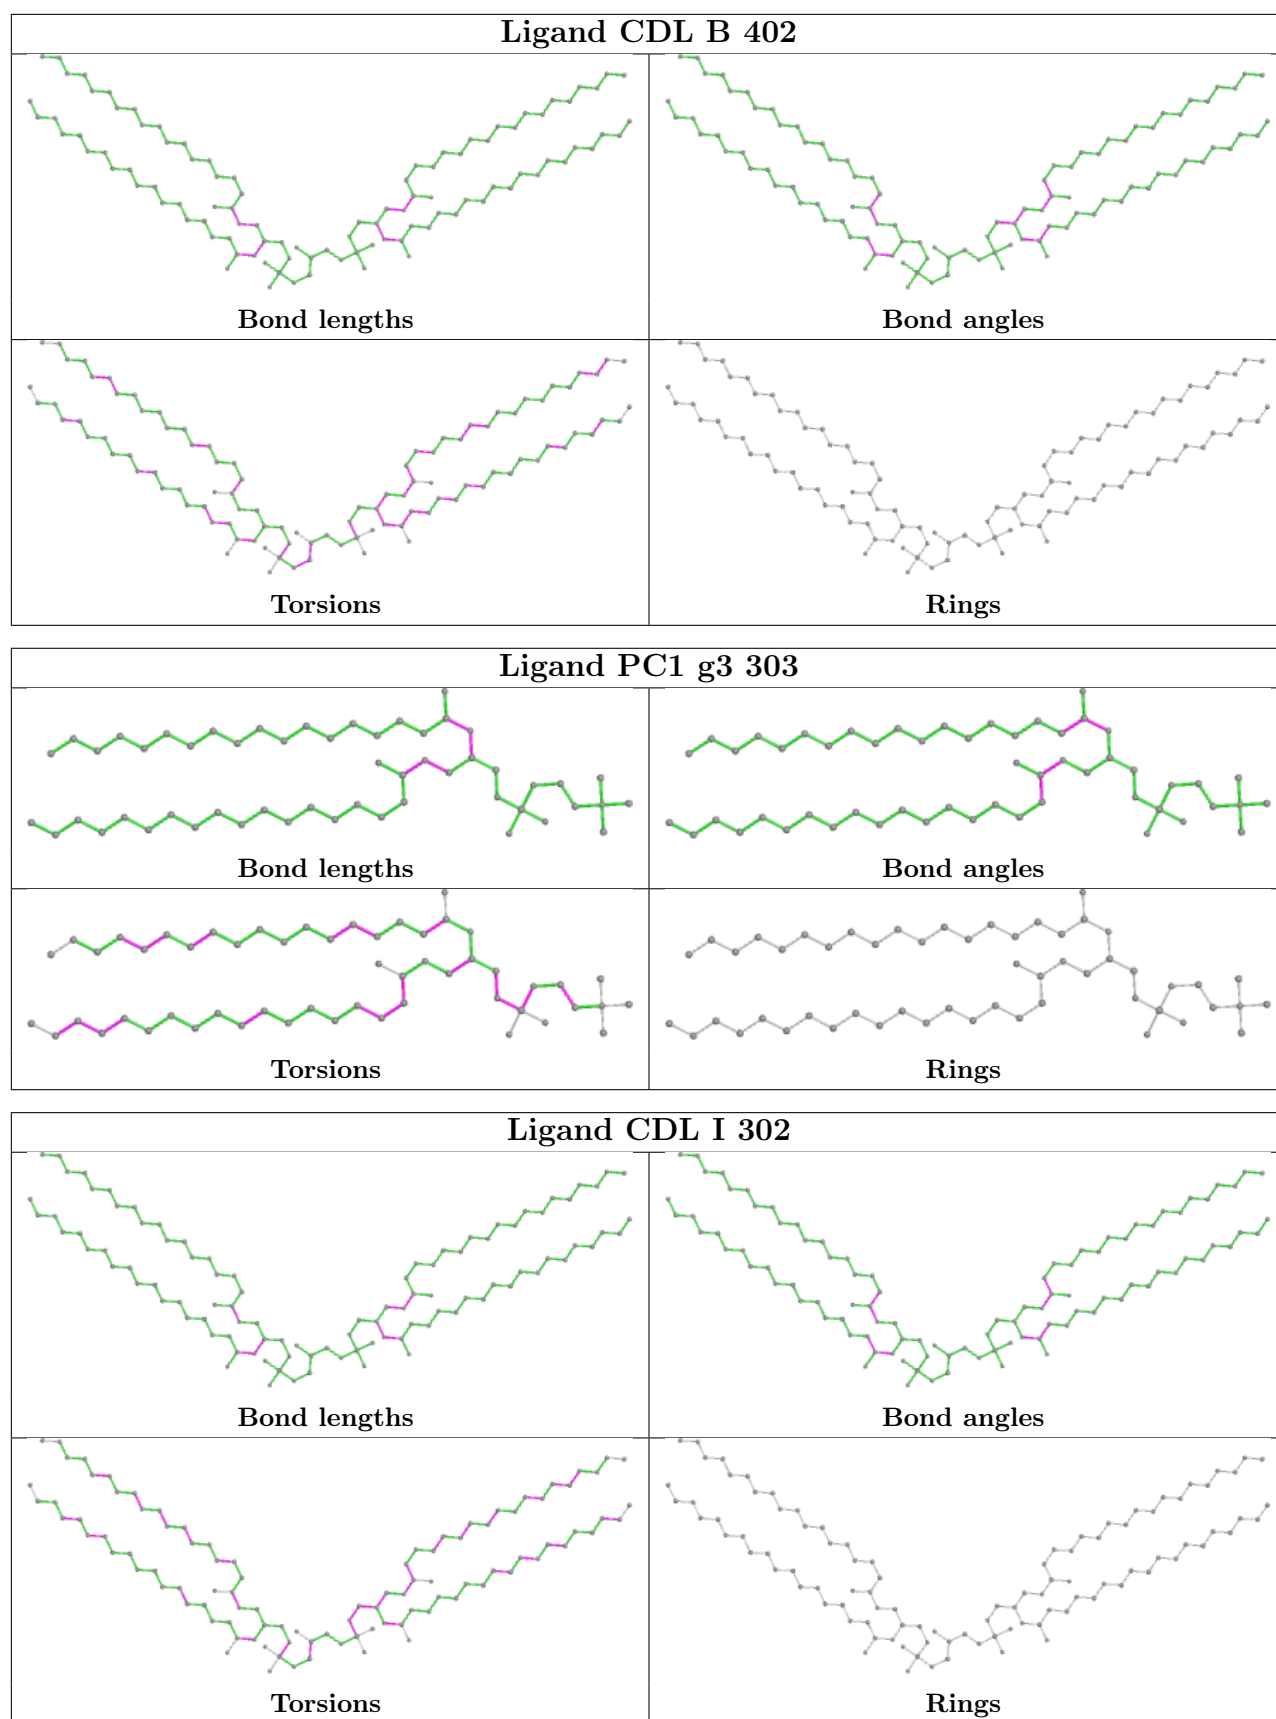 Ligand CDL B 402
Bond lengths
Bond angles
Torsions
Rings
Ligand PC1 g3 303
Bond lengths
Bond angles
Torsions
Rings
Ligand CDL I 302
Bond lengths
Bond angles
Torsions
Rings